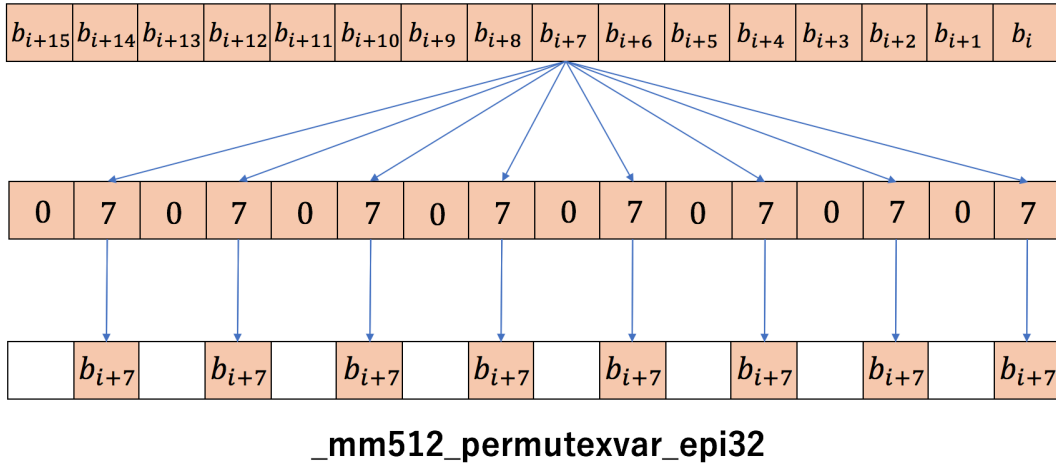 b_{i+15} b_{i+14} b_{i+13} b_{i+12} b_{i+11} b_{i+10} b_{i+9} b_{i+8} b_{i+7} b_{i+6} b_{i+5} b_{i+4} b_{i+3} b_{i+2} b_{i+1} b_i
0 7 0 7 0 7 0 7 0 7 0 7 0 7 0 7
b_{i+7} b_{i+7} b_{i+7} b_{i+7} b_{i+7} b_{i+7} b_{i+7} b_{i+7}
_mm512_permutexvar_epi32